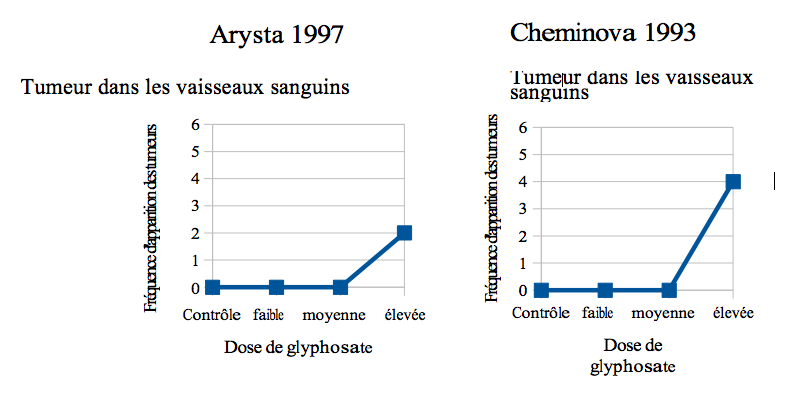 Arysta 1997
Tumeur dans les vaisseaux sanguins
Fréquence d'apparition des tumeurs
6
5
4
3
2
1
0
Contrôle faible moyenne élevée
Dose de glyphosate
Cheminova 1993
Tumeur dans les vaisseaux
sanguins
Fréquence d'apparition des tumeurs
6
5
4
3
2
1
0
Contrôle faible moyenne élevée
Dose de
glyphosate